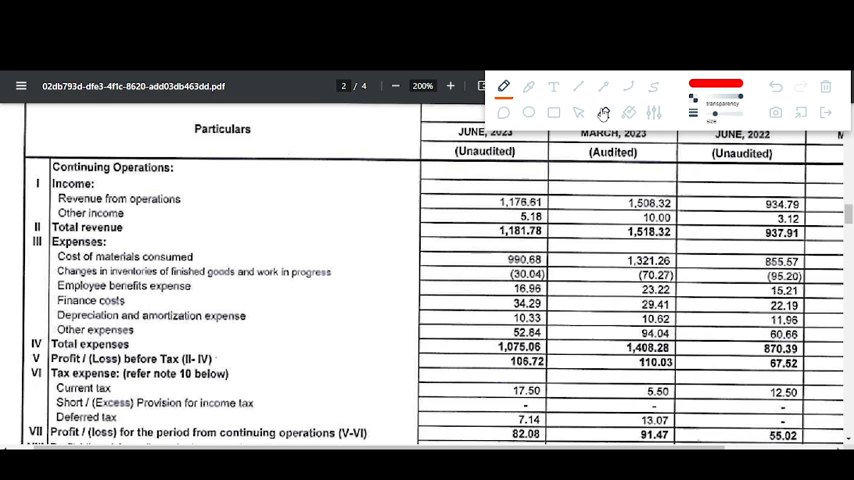 02db793d-dfe3-4f1c-8620-add03db463dd.pdf 2 / 4 200%
transparency
size
Particulars JUNE, 2023 MARCH, 2023 JUNE, 2022
(Unaudited) (Audited) (Unaudited)
Continuing Operations:
I Income:
Revenue from operations 1,176.61 1,508.32 934.79
Other income 5.18 10.00 3.12
II Total revenue 1,181.78 1,518.32 937.91
III Expenses:
Cost of materials consumed 990.68 1,321.26 855.57
Changes in inventories of finished goods and work in progress (30.04) (70.27) (95.20)
Employee benefits expense 16.96 23.22 15.21
Finance costs 34.29 29.41 22.19
Depreciation and amortization expense 10.33 10.62 11.96
Other expenses 52.84 94.04 60.66
IV Total expenses 1,075.06 1,408.28 870.39
V Profit / (Loss) before Tax (II- IV) 106.72 110.03 67.52
VI Tax expense: (refer note 10 below)
Current tax 17.50 5.50 12.50
Short / (Excess) Provision for income tax - - -
Deferred tax 7.14 13.07 -
VII Profit / (loss) for the period from continuing operations (V-VI) 82.08 91.47 55.02